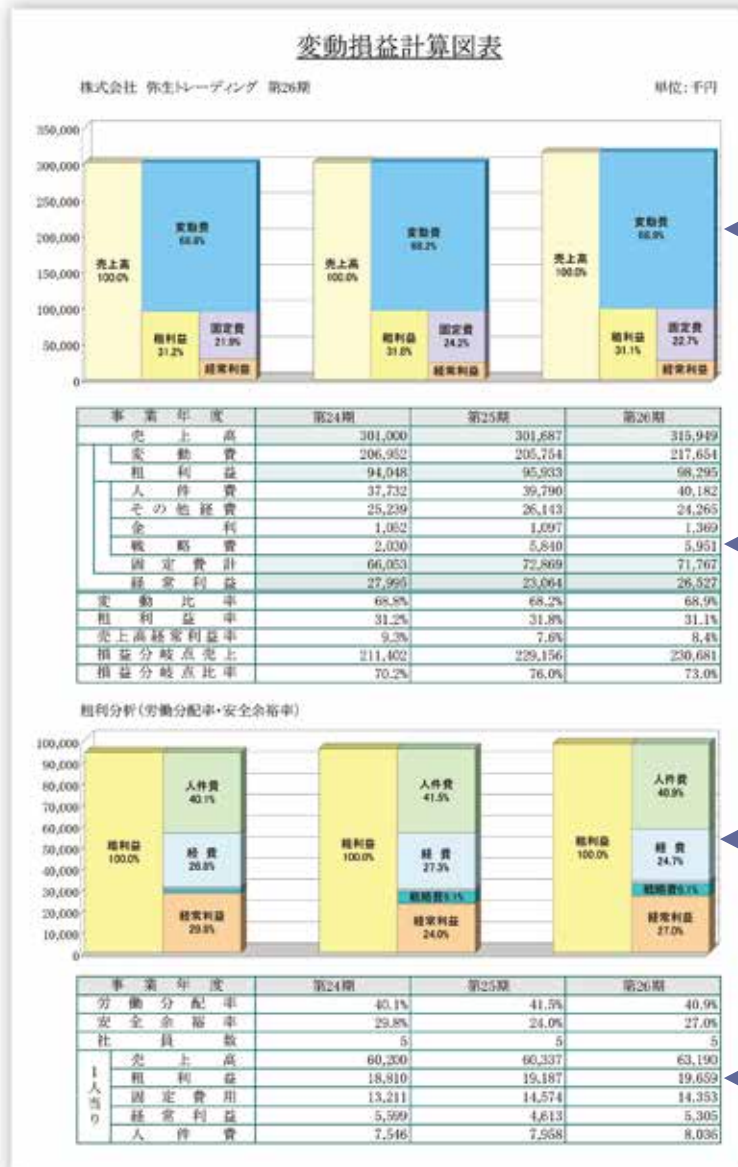 変動損益計算図表
株式会社 弥生トレーディング 第26期 単位:千円
350,000
300,000
250,000
200,000
150,000
100,000
50,000
0
売上高 100.0% 変動費 68.8% 粗利益 31.2% 固定費 21.9% 経常利益
売上高 100.0% 変動費 68.2% 粗利益 31.8% 固定費 24.2% 経常利益
売上高 100.0% 変動費 68.9% 粗利益 31.1% 固定費 22.7% 経常利益
事業年度 第24期 第25期 第26期
売上高 301,000 301,687 315,949
変動費 206,952 205,754 217,654
粗利益 94,048 95,933 98,295
人件費 37,732 39,790 40,182
その他経費 25,239 26,143 24,265
金利 1,052 1,097 1,369
戦略費 2,030 5,840 5,951
固定費計 66,053 72,869 71,767
経常利益 27,995 23,064 26,527
変動比率 68.8% 68.2% 68.9%
粗利益率 31.2% 31.8% 31.1%
売上高経常利益率 9.3% 7.6% 8.4%
損益分岐点売上 211,402 229,156 230,681
損益分岐点比率 70.2% 76.0% 73.0%
粗利分析(労働分配率・安全余裕率)
100,000
90,000
80,000
70,000
60,000
50,000
40,000
30,000
20,000
10,000
0
粗利益 100.0% 人件費 40.1% 経費 26.8% 経常利益 29.8%
粗利益 100.0% 人件費 41.5% 経費 27.3% 戦略費6.1% 経常利益 24.0%
粗利益 100.0% 人件費 40.9% 経費 24.7% 戦略費6.1% 経常利益 27.0%
事業年度 第24期 第25期 第26期
労働分配率 40.1% 41.5% 40.9%
安全余裕率 29.8% 24.0% 27.0%
社員数 5 5 5
1人当り
売上高 60,200 60,337 63,190
粗利益 18,810 19,187 19,659
固定費用 13,211 14,574 14,353
経常利益 5,599 4,613 5,305
人件費 7,546 7,958 8,036